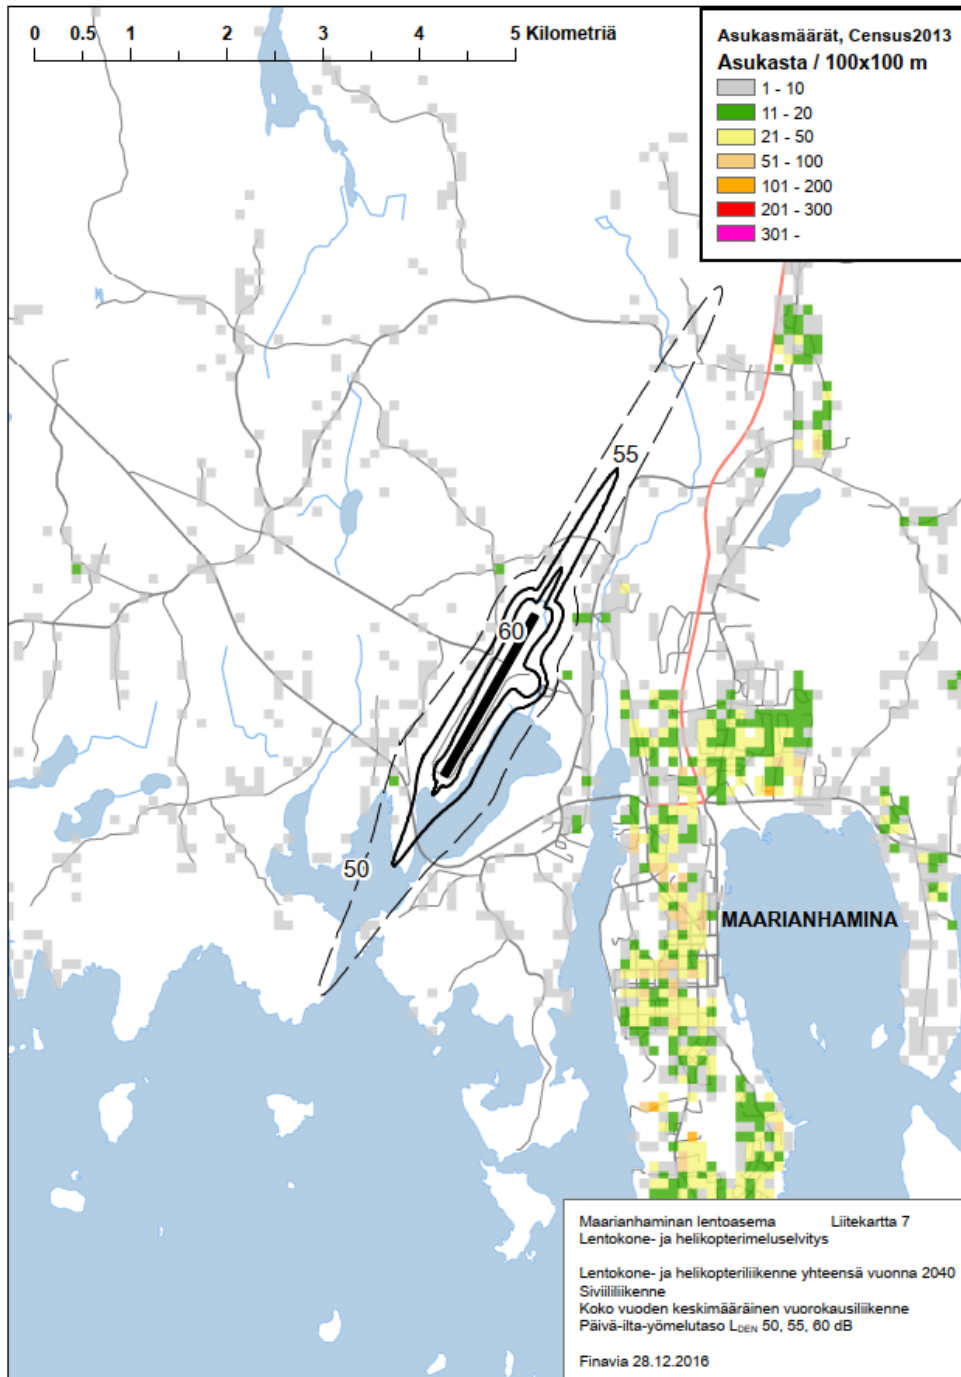 0 0.5 1 2 3 4 5 Kilometriä
Asukasmäärät, Census2013
Asukasta / 100x100 m
1 - 10
11 - 20
21 - 50
51 - 100
101 - 200
201 - 300
301 -
55
60
50
MAARIANHAMINA
Maarianhaminan lentoasema Liitekartta 7
Lentokone- ja helikopterimeluselvitys
Lentokone- ja helikopteriliikenne yhteensä vuonna 2040
Siviililiikenne
Koko vuoden keskimääräinen vuorokausiliikenne
Päivä-ilta-yömelutaso LDEN 50, 55, 60 dB
Finavia 28.12.2016